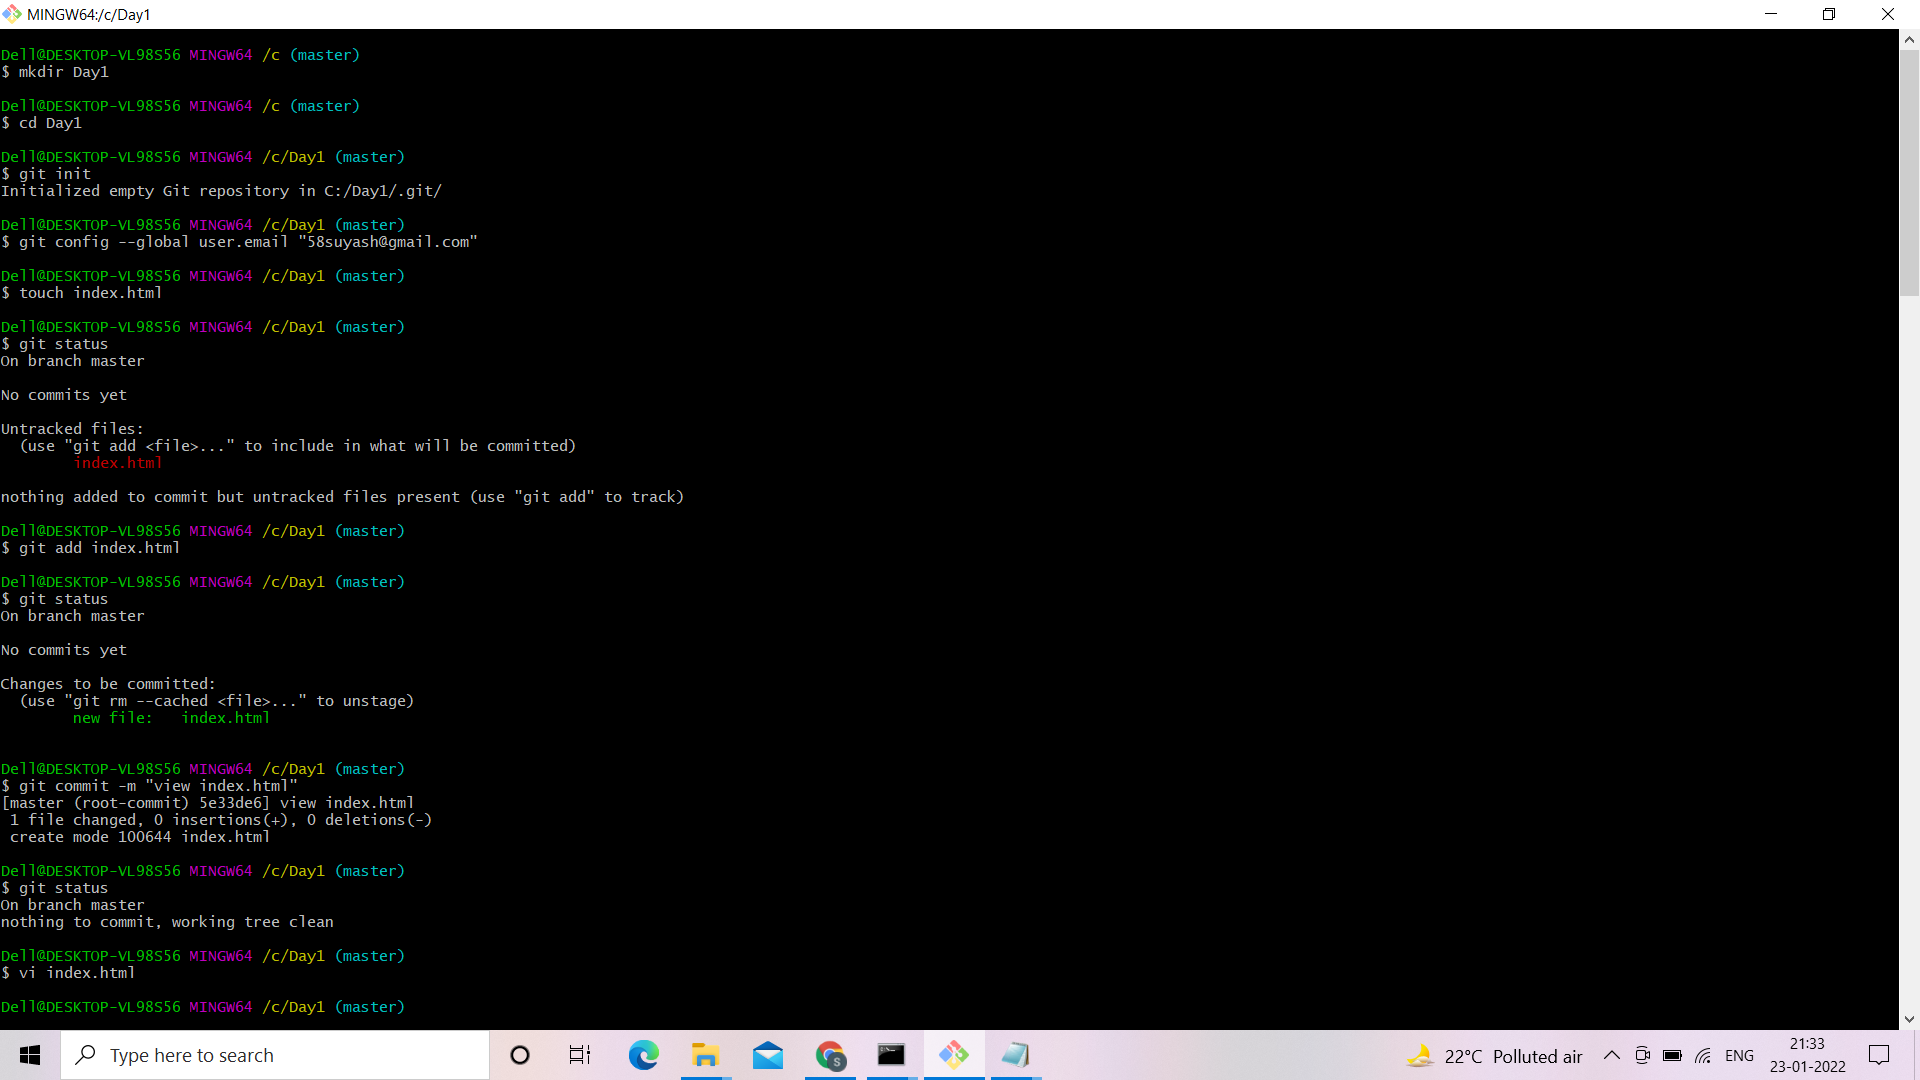 MINGW64:/c/Day1
Dell@DESKTOP-VL98S56 MINGW64 /c (master)
$ mkdir Day1
Dell@DESKTOP-VL98S56 MINGW64 /c (master)
$ cd Day1
Dell@DESKTOP-VL98S56 MINGW64 /c/Day1 (master)
$ git init
Initialized empty Git repository in C:/Day1/.git/
Dell@DESKTOP-VL98S56 MINGW64 /c/Day1 (master)
$ git config --global user.email "58suyash@gmail.com"
Dell@DESKTOP-VL98S56 MINGW64 /c/Day1 (master)
$ touch index.html
Dell@DESKTOP-VL98S56 MINGW64 /c/Day1 (master)
$ git status
On branch master
No commits yet
Untracked files:
  (use "git add <file>..." to include in what will be committed)
        index.html
nothing added to commit but untracked files present (use "git add" to track)
Dell@DESKTOP-VL98S56 MINGW64 /c/Day1 (master)
$ git add index.html
Dell@DESKTOP-VL98S56 MINGW64 /c/Day1 (master)
$ git status
On branch master
No commits yet
Changes to be committed:
  (use "git rm --cached <file>..." to unstage)
        new file:   index.html
Dell@DESKTOP-VL98S56 MINGW64 /c/Day1 (master)
$ git commit -m "view index.html"
[master (root-commit) 5e33de6] view index.html
 1 file changed, 0 insertions(+), 0 deletions(-)
 create mode 100644 index.html
Dell@DESKTOP-VL98S56 MINGW64 /c/Day1 (master)
$ git status
On branch master
nothing to commit, working tree clean
Dell@DESKTOP-VL98S56 MINGW64 /c/Day1 (master)
$ vi index.html
Dell@DESKTOP-VL98S56 MINGW64 /c/Day1 (master)
Type here to search
S
22°C Polluted air
ENG
21:33
23-01-2022